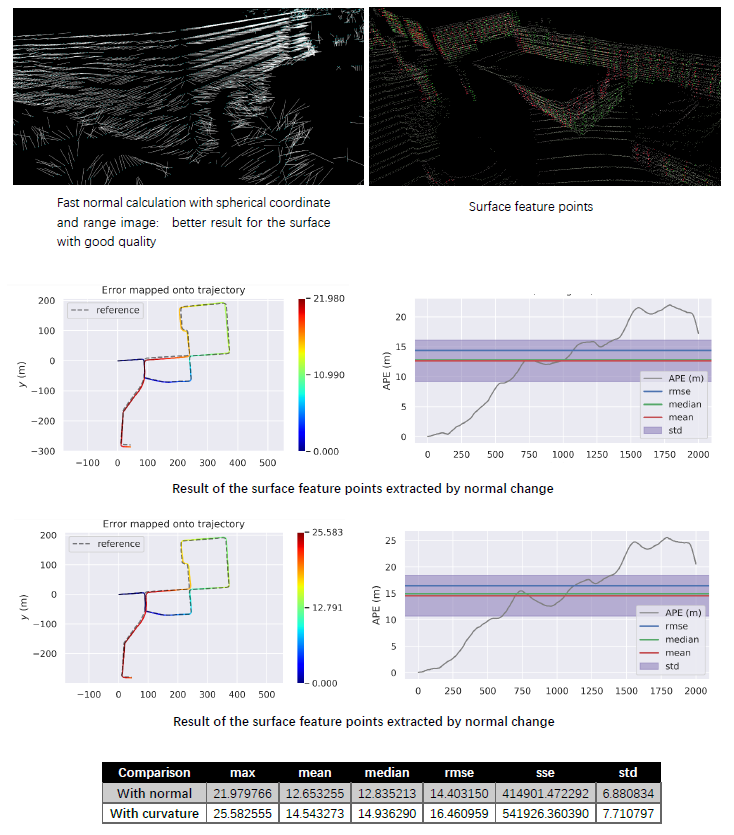 Fast normal calculation with spherical coordinate
and range image: better result for the surface
with good quality
Surface feature points
Error mapped onto trajectory
reference
200
100
0
−100
−200
−300
y (m)
−100 0 100 200 300 400 500
21.980
10.990
0.000
20
15
10
5
0
APE (m)
APE (m)
rmse
median
mean
std
0 250 500 750 1000 1250 1500 1750 2000
Result of the surface feature points extracted by normal change
Error mapped onto trajectory
reference
200
100
0
−100
−200
y (m)
−100 0 100 200 300 400 500
25.583
12.791
0.000
25
20
15
10
5
0
APE (m)
APE (m)
rmse
median
mean
std
0 250 500 750 1000 1250 1500 1750 2000
Result of the surface feature points extracted by normal change
Comparison max mean median rmse sse std
With normal 21.979766 12.653255 12.835213 14.403150 414901.472292 6.880834
With curvature 25.582555 14.543273 14.936290 16.460959 541926.360390 7.710797